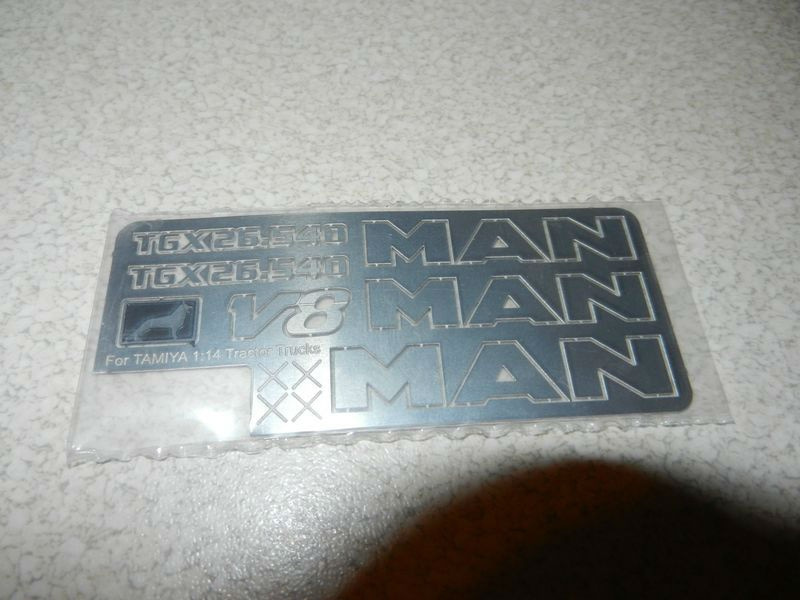 TGX26.540
MAN
TGX26.540
MAN
V8
For TAMIYA 1:14 Tractor Trucks
MAN